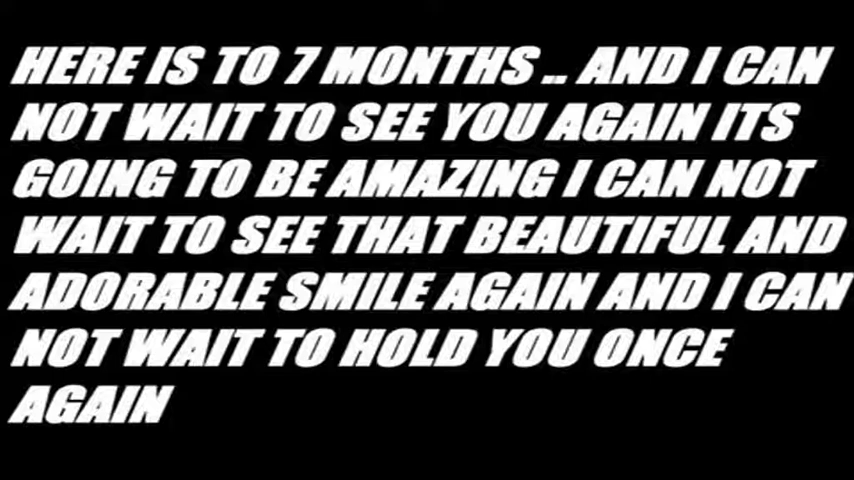 HERE IS TO 7 MONTHS .. AND I CAN
NOT WAIT TO SEE YOU AGAIN ITS
GOING TO BE AMAZING I CAN NOT
WAIT TO SEE THAT BEAUTIFUL AND
ADORABLE SMILE AGAIN AND I CAN
NOT WAIT TO HOLD YOU ONCE
AGAIN